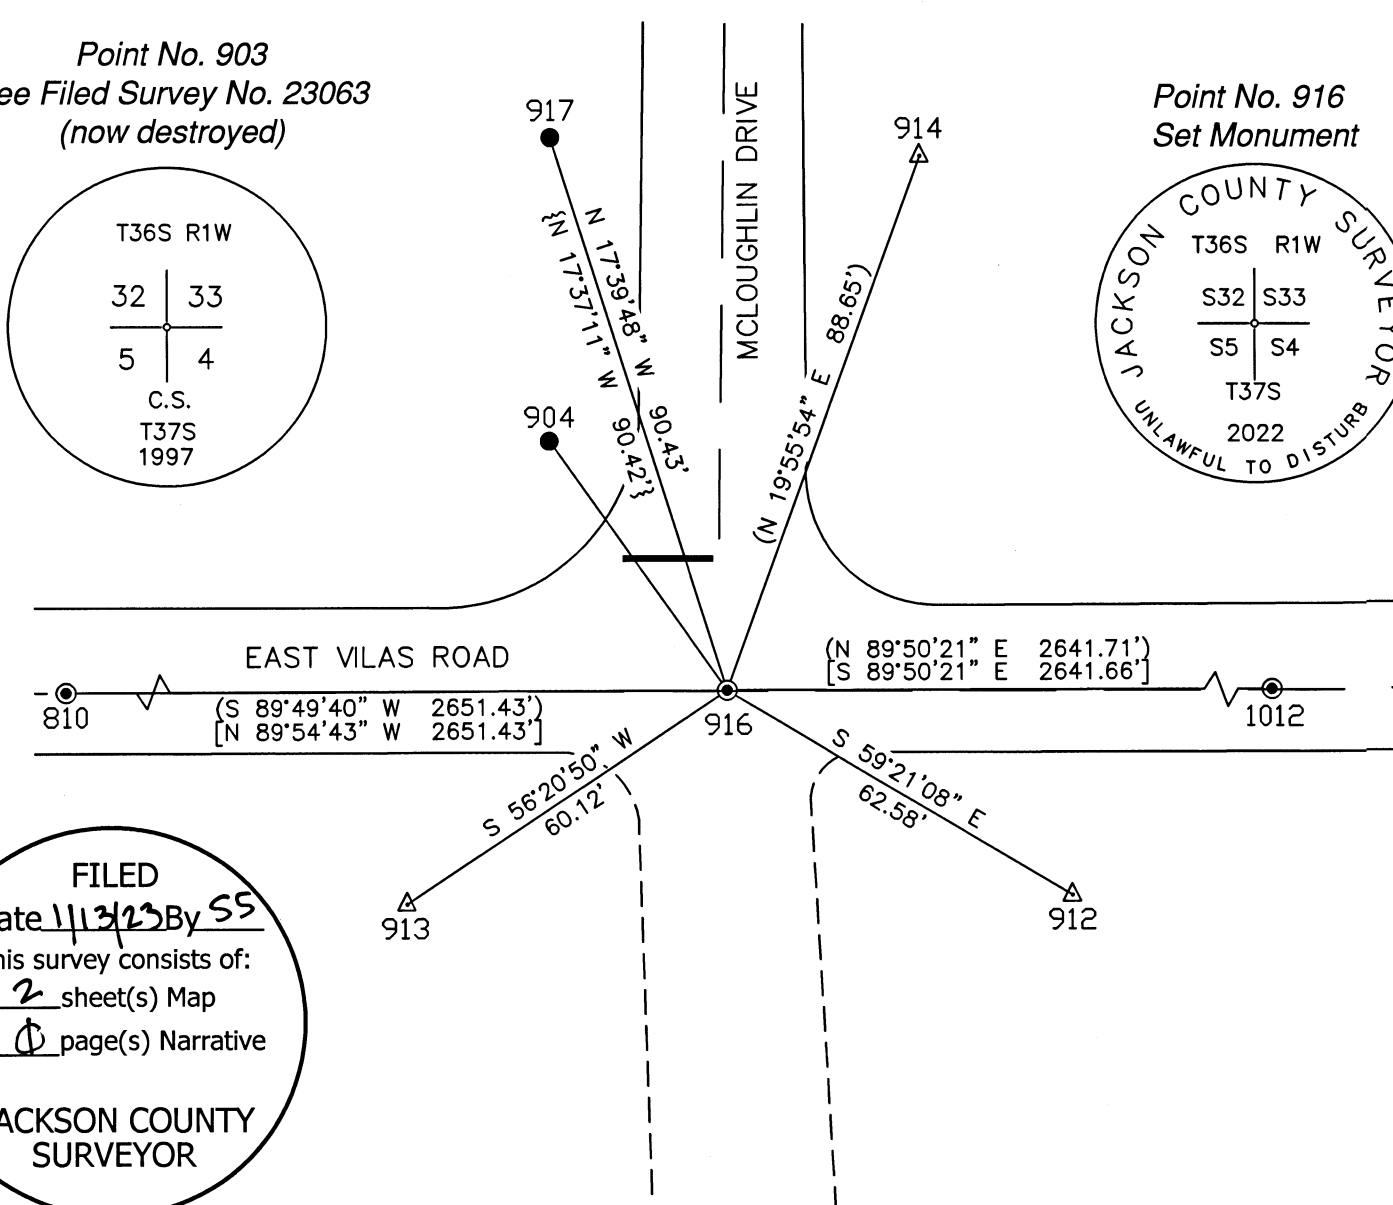 Point No. 903
ee Filed Survey No. 23063
(now destroyed)
T36S R1W
32 33
5 4
C.S.
T37S
1997
917
904
914
N 17°39'48" W 90.43'
{{N 17°37'11" W 90.42'}}
(N 19°55'54" E 88.65')
MCLOUGHLIN DRIVE
Point No. 916
Set Monument
JACKSON COUNTY SURVEYOR
T36S R1W
S32 S33
S5 S4
T37S
2022
UNLAWFUL TO DISTURB
EAST VILAS ROAD
(N 89°50'21" E 2641.71')
[S 89°50'21" E 2641.66']
810
(S 89°49'40" W 2651.43')
[N 89°54'43" W 2651.43']
916
1012
S 56°20'50" W
60.12'
S 59°21'08" E
62.58'
913
912
FILED
ate 1/13/23 By SS
his survey consists of:
2 sheet(s) Map
0 page(s) Narrative
ACKSON COUNTY
SURVEYOR